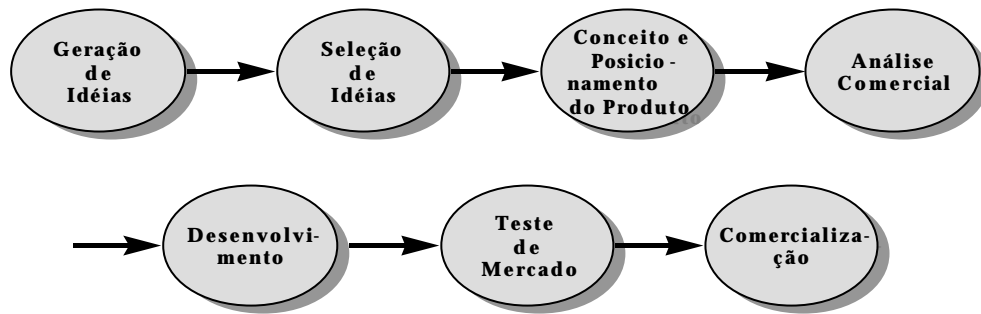 Geração
de
Idéias
Seleção
de
Idéias
Conceito e
Posicio -
namento
do Produto
Análise
Comercial
Desenvolvi-
mento
Teste
de
Mercado
Comercializa-
ção